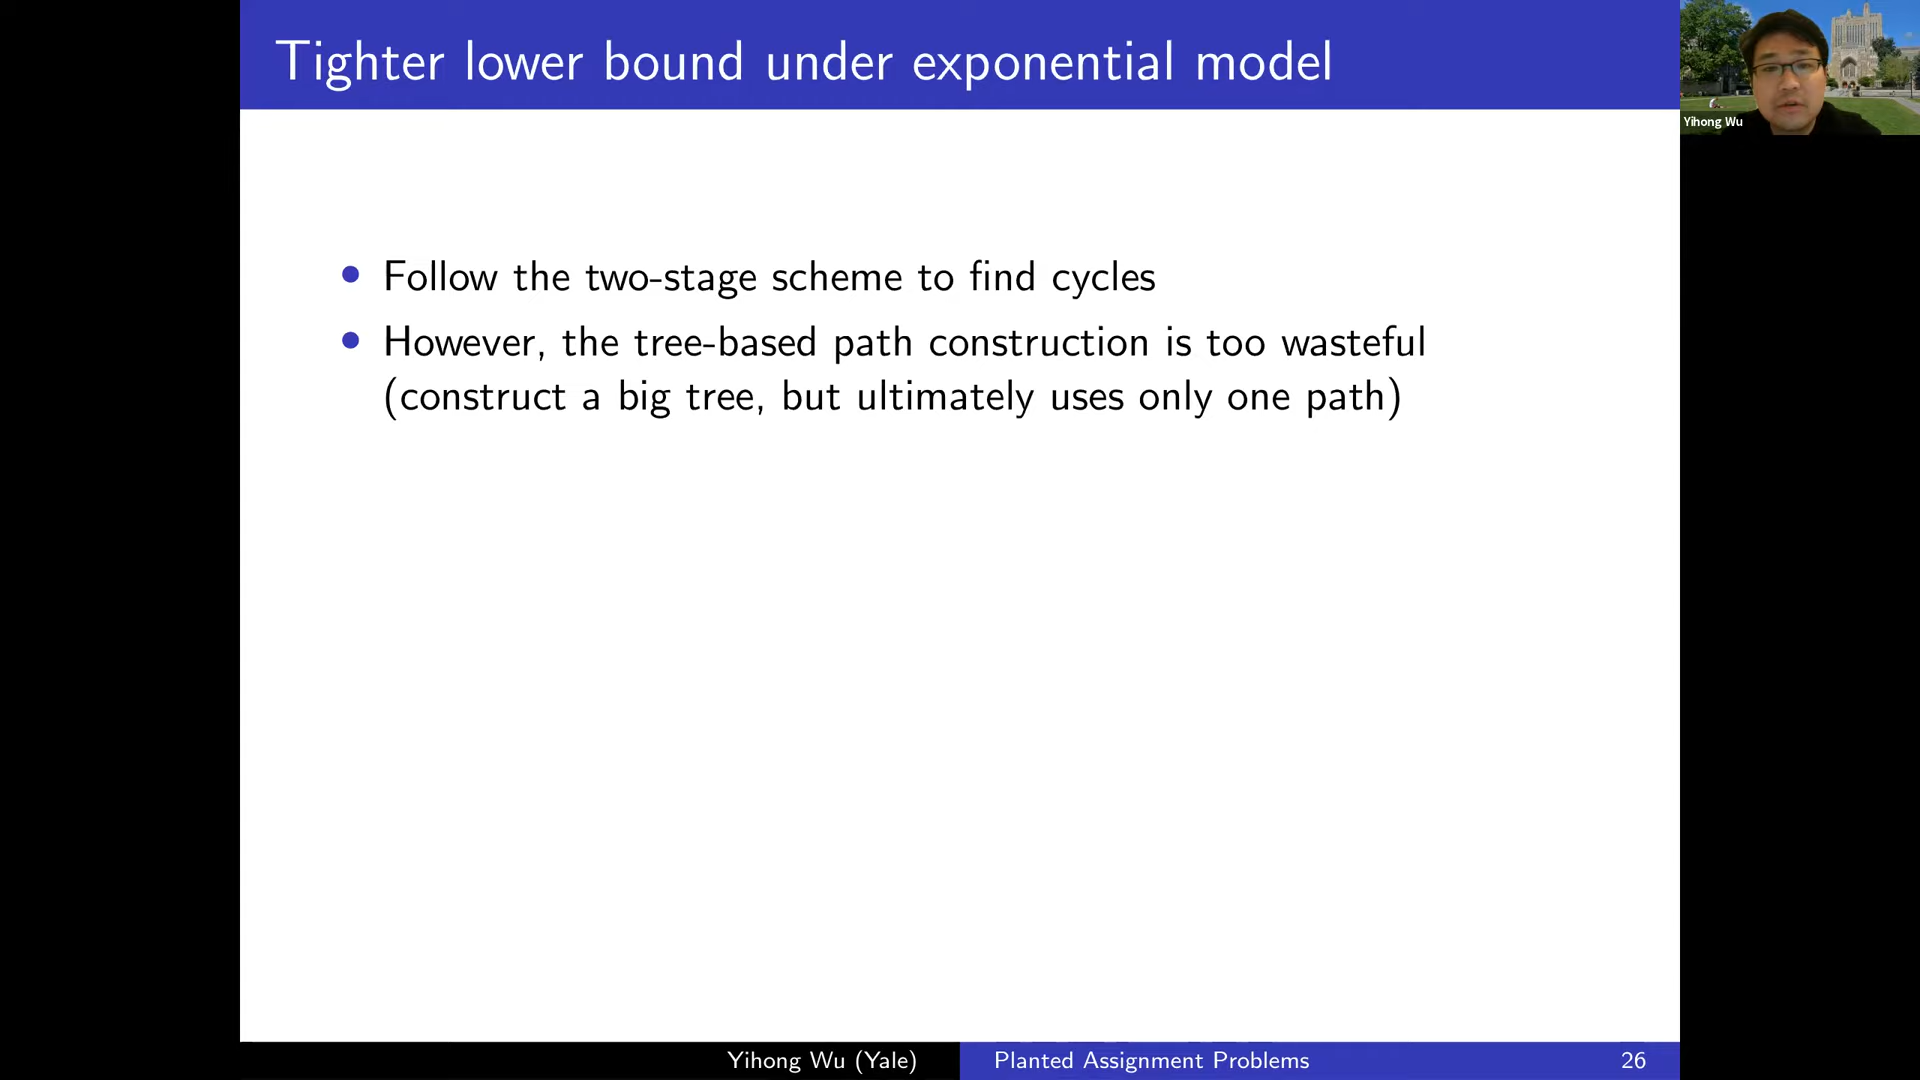 Tighter lower bound under exponential model
Yihong Wu
• Follow the two-stage scheme to find cycles
• However, the tree-based path construction is too wasteful
(construct a big tree, but ultimately uses only one path)
Yihong Wu (Yale) Planted Assignment Problems 26